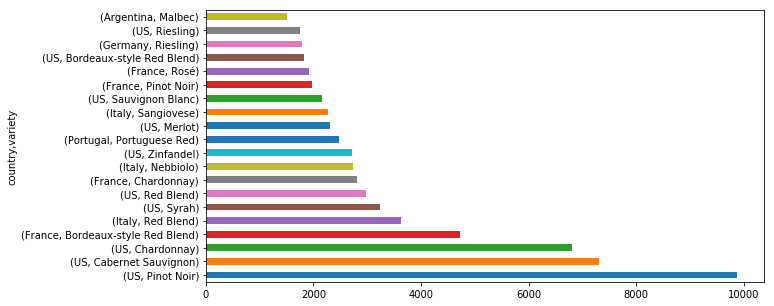 (Argentina, Malbec)
(US, Riesling)
(Germany, Riesling)
(US, Bordeaux-style Red Blend)
(France, Rosé)
(France, Pinot Noir)
(US, Sauvignon Blanc)
(Italy, Sangiovese)
(US, Merlot)
(Portugal, Portuguese Red)
(US, Zinfandel)
(Italy, Nebbiolo)
(France, Chardonnay)
(US, Red Blend)
(US, Syrah)
(Italy, Red Blend)
(France, Bordeaux-style Red Blend)
(US, Chardonnay)
(US, Cabernet Sauvignon)
(US, Pinot Noir)
country,variety
0 2000 4000 6000 8000 10000